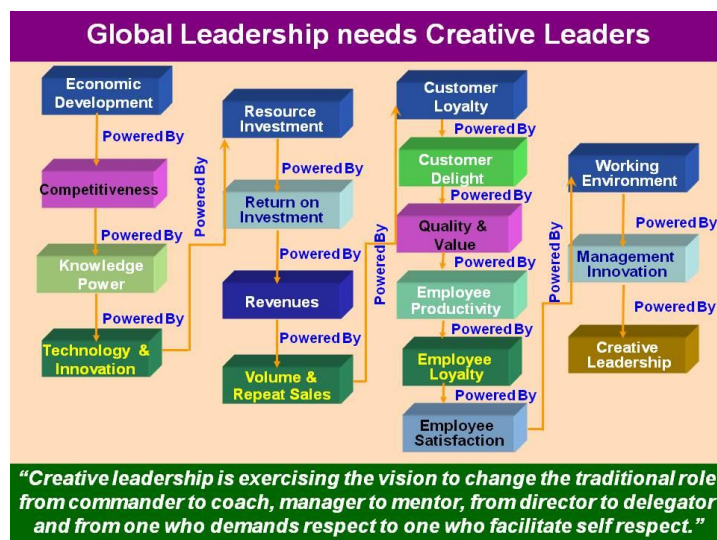 Global Leadership needs Creative Leaders
Economic
Development
Powered By
Competitiveness
Powered By
Knowledge
Power
Powered By
Technology &
Innovation
Powered By
Resource
Investment
Powered By
Return on
Investment
Powered By
Revenues
Powered By
Volume &
Repeat Sales
Powered By
Customer
Loyalty
Powered By
Customer
Delight
Powered By
Quality &
Value
Powered By
Employee
Productivity
Powered By
Employee
Loyalty
Powered By
Employee
Satisfaction
Powered By
Working
Environment
Powered By
Management
Innovation
Powered By
Creative
Leadership
“Creative leadership is exercising the vision to change the traditional role
from commander to coach, manager to mentor, from director to delegator
and from one who demands respect to one who facilitate self respect.”